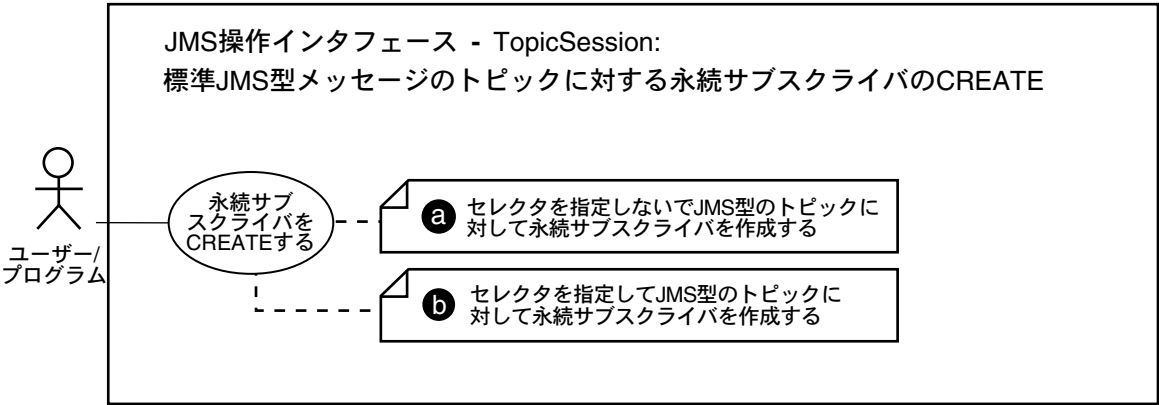 JMS操作インタフェース - TopicSession:
標準JMS型メッセージのトピックに対する永続サブスクライバのCREATE
ユーザー/
プログラム
永続サブ
スクライバを
CREATEする
a セレクタを指定しないでJMS型のトピックに
対して永続サブスクライバを作成する
b セレクタを指定してJMS型のトピックに
対して永続サブスクライバを作成する